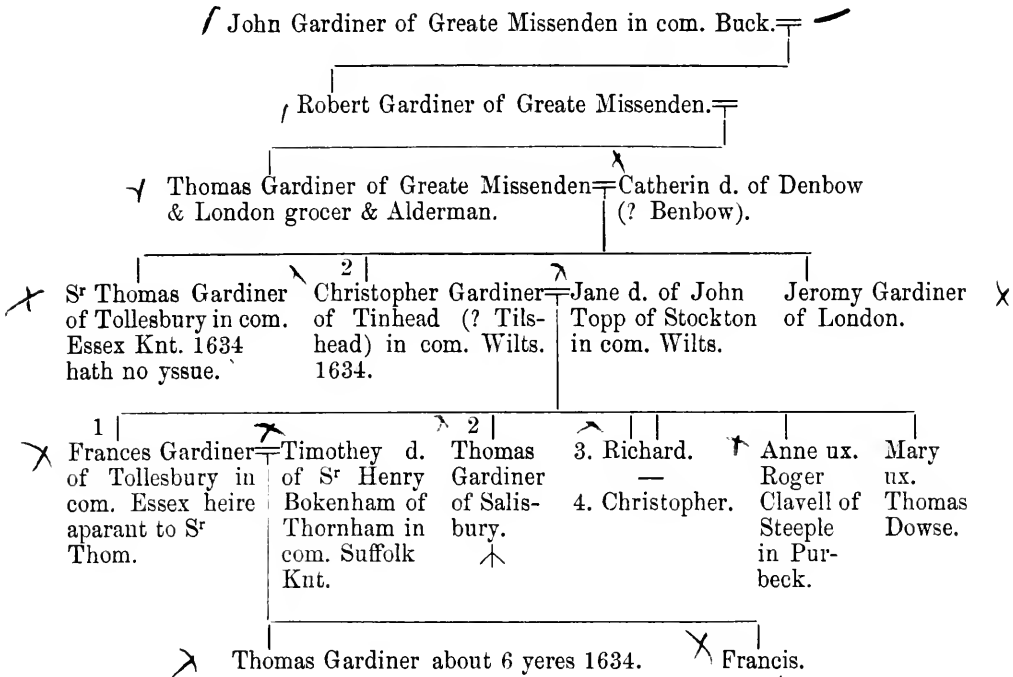 John Gardiner of Greate Missenden in com. Buck.
Robert Gardiner of Greate Missenden.
Thomas Gardiner of Greate Missenden
& London grocer & Alderman.
Catherin d. of Denbow
(? Benbow).
Sʳ Thomas Gardiner
of Tollesbury in com.
Essex Knt. 1634
hath no yssue.
2
Christopher Gardiner
of Tinhead (? Tils-
head) in com. Wilts.
1634.
Jane d. of John
Topp of Stockton
in com. Wilts.
Jeromy Gardiner
of London.
1
Frances Gardiner
of Tollesbury in
com. Essex heire
aparant to Sʳ
Thom.
Timothey d.
of Sʳ Henry
Bokenham of
Thornham in
com. Suffolk
Knt.
2
Thomas
Gardiner
of Salis-
bury.
3. Richard.
—
4. Christopher.
Anne ux.
Roger
Clavell of
Steeple
in Pur-
beck.
Mary
ux.
Thomas
Dowse.
Thomas Gardiner about 6 yeres 1634.
Francis.